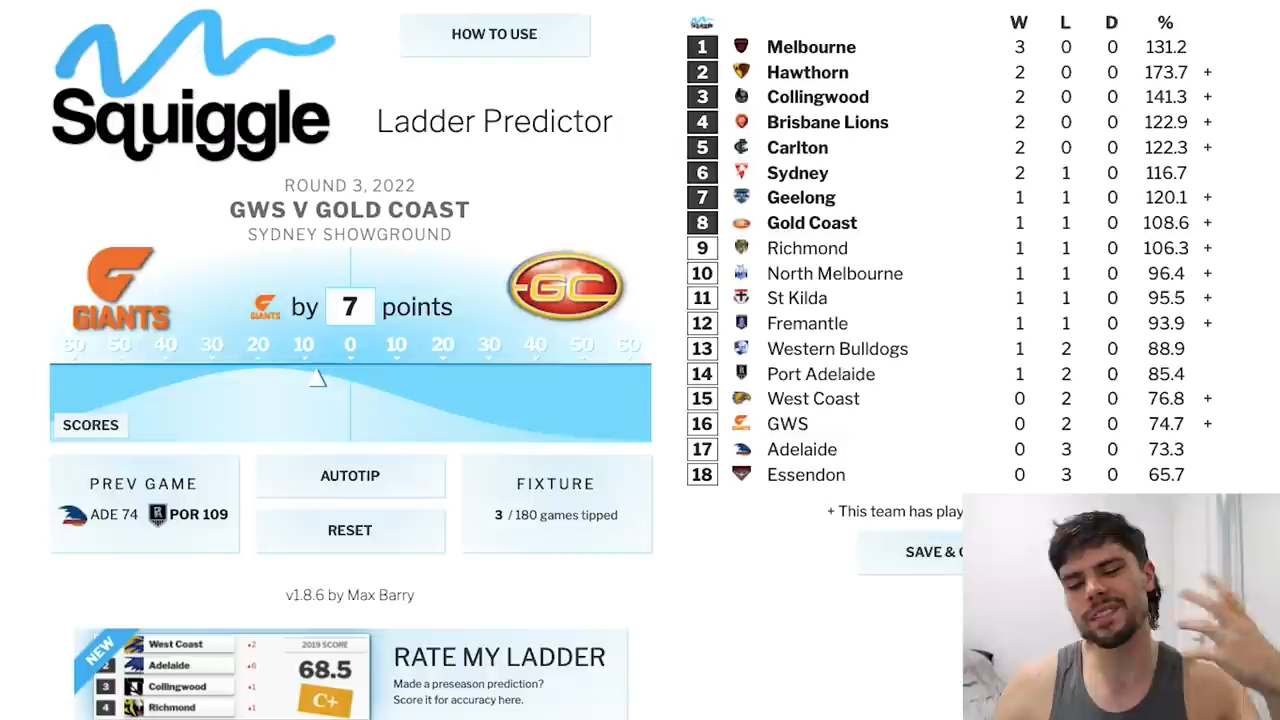 Squiggle
HOW TO USE
Ladder Predictor
ROUND 3, 2022
GWS V GOLD COAST
SYDNEY SHOWGROUND
GIANTS
GIANTS by 7 points
GC
60 50 40 30 20 10 0 10 20 30 40 50 60
SCORES
PREV GAME
ADE 74 POR 109
AUTOTIP
RESET
FIXTURE
3 / 180 games tipped
v1.8.6 by Max Barry
NEW
West Coast +2
2 Adelaide +6
3 Collingwood +1
4 Richmond +1
2019 SCORE
68.5
C+
RATE MY LADDER
Made a preseason prediction?
Score it for accuracy here.
Squiggle W L D %
1 Melbourne 3 0 0 131.2
2 Hawthorn 2 0 0 173.7 +
3 Collingwood 2 0 0 141.3 +
4 Brisbane Lions 2 0 0 122.9 +
5 Carlton 2 0 0 122.3 +
6 Sydney 2 1 0 116.7
7 Geelong 1 1 0 120.1 +
8 Gold Coast 1 1 0 108.6 +
9 Richmond 1 1 0 106.3 +
10 North Melbourne 1 1 0 96.4 +
11 St Kilda 1 1 0 95.5 +
12 Fremantle 1 1 0 93.9 +
13 Western Bulldogs 1 2 0 88.9
14 Port Adelaide 1 2 0 85.4
15 West Coast 0 2 0 76.8 +
16 GWS 0 2 0 74.7 +
17 Adelaide 0 3 0 73.3
18 Essendon 0 3 0 65.7
+ This team has play
SAVE & C